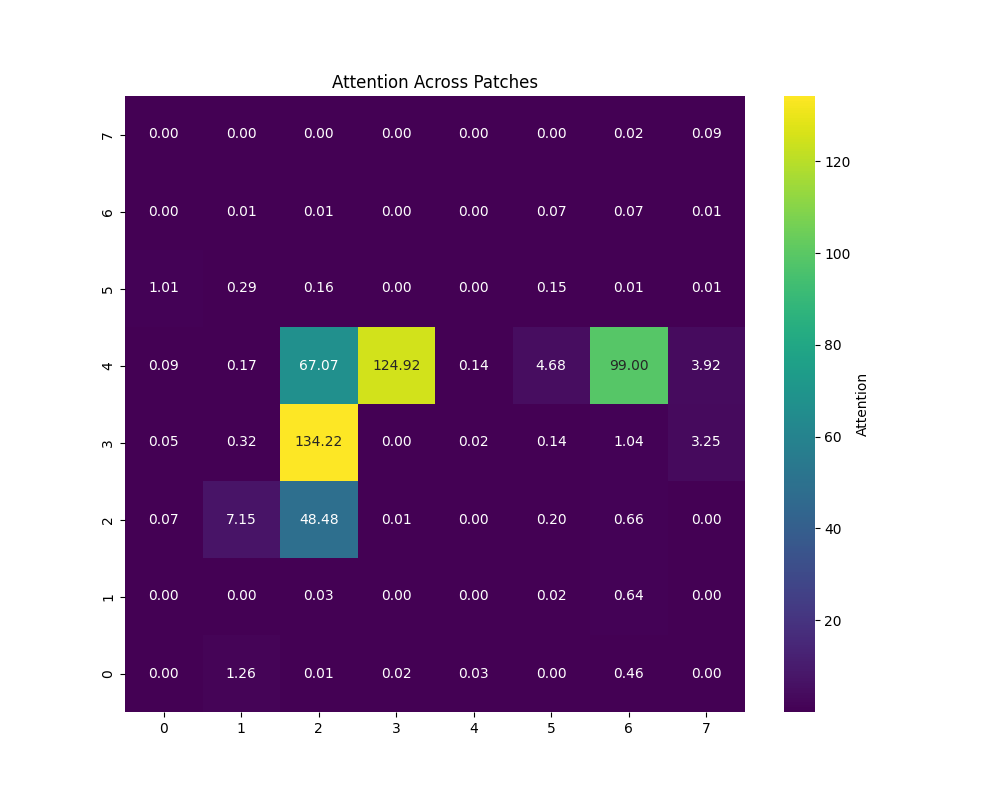 Attention Across Patches
7 0.00 0.00 0.00 0.00 0.00 0.00 0.02 0.09
6 0.00 0.01 0.01 0.00 0.00 0.07 0.07 0.01
5 1.01 0.29 0.16 0.00 0.00 0.15 0.01 0.01
4 0.09 0.17 67.07 124.92 0.14 4.68 99.00 3.92
3 0.05 0.32 134.22 0.00 0.02 0.14 1.04 3.25
2 0.07 7.15 48.48 0.01 0.00 0.20 0.66 0.00
1 0.00 0.00 0.03 0.00 0.00 0.02 0.64 0.00
0 0.00 1.26 0.01 0.02 0.03 0.00 0.46 0.00
0 1 2 3 4 5 6 7
120
100
80
60
40
20
Attention